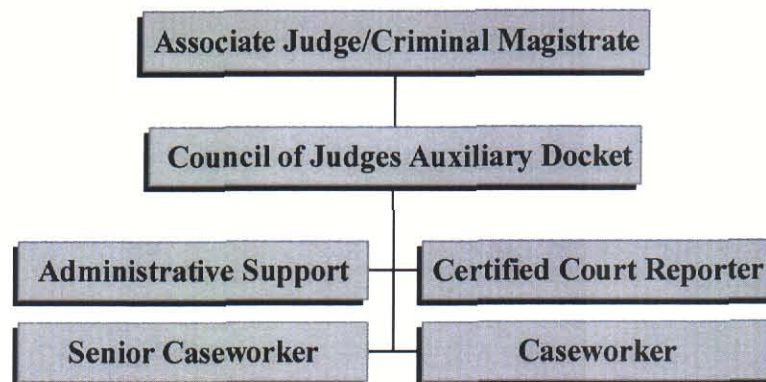 Associate Judge/Criminal Magistrate
Council of Judges Auxiliary Docket
Administrative Support
Certified Court Reporter
Senior Caseworker
Caseworker